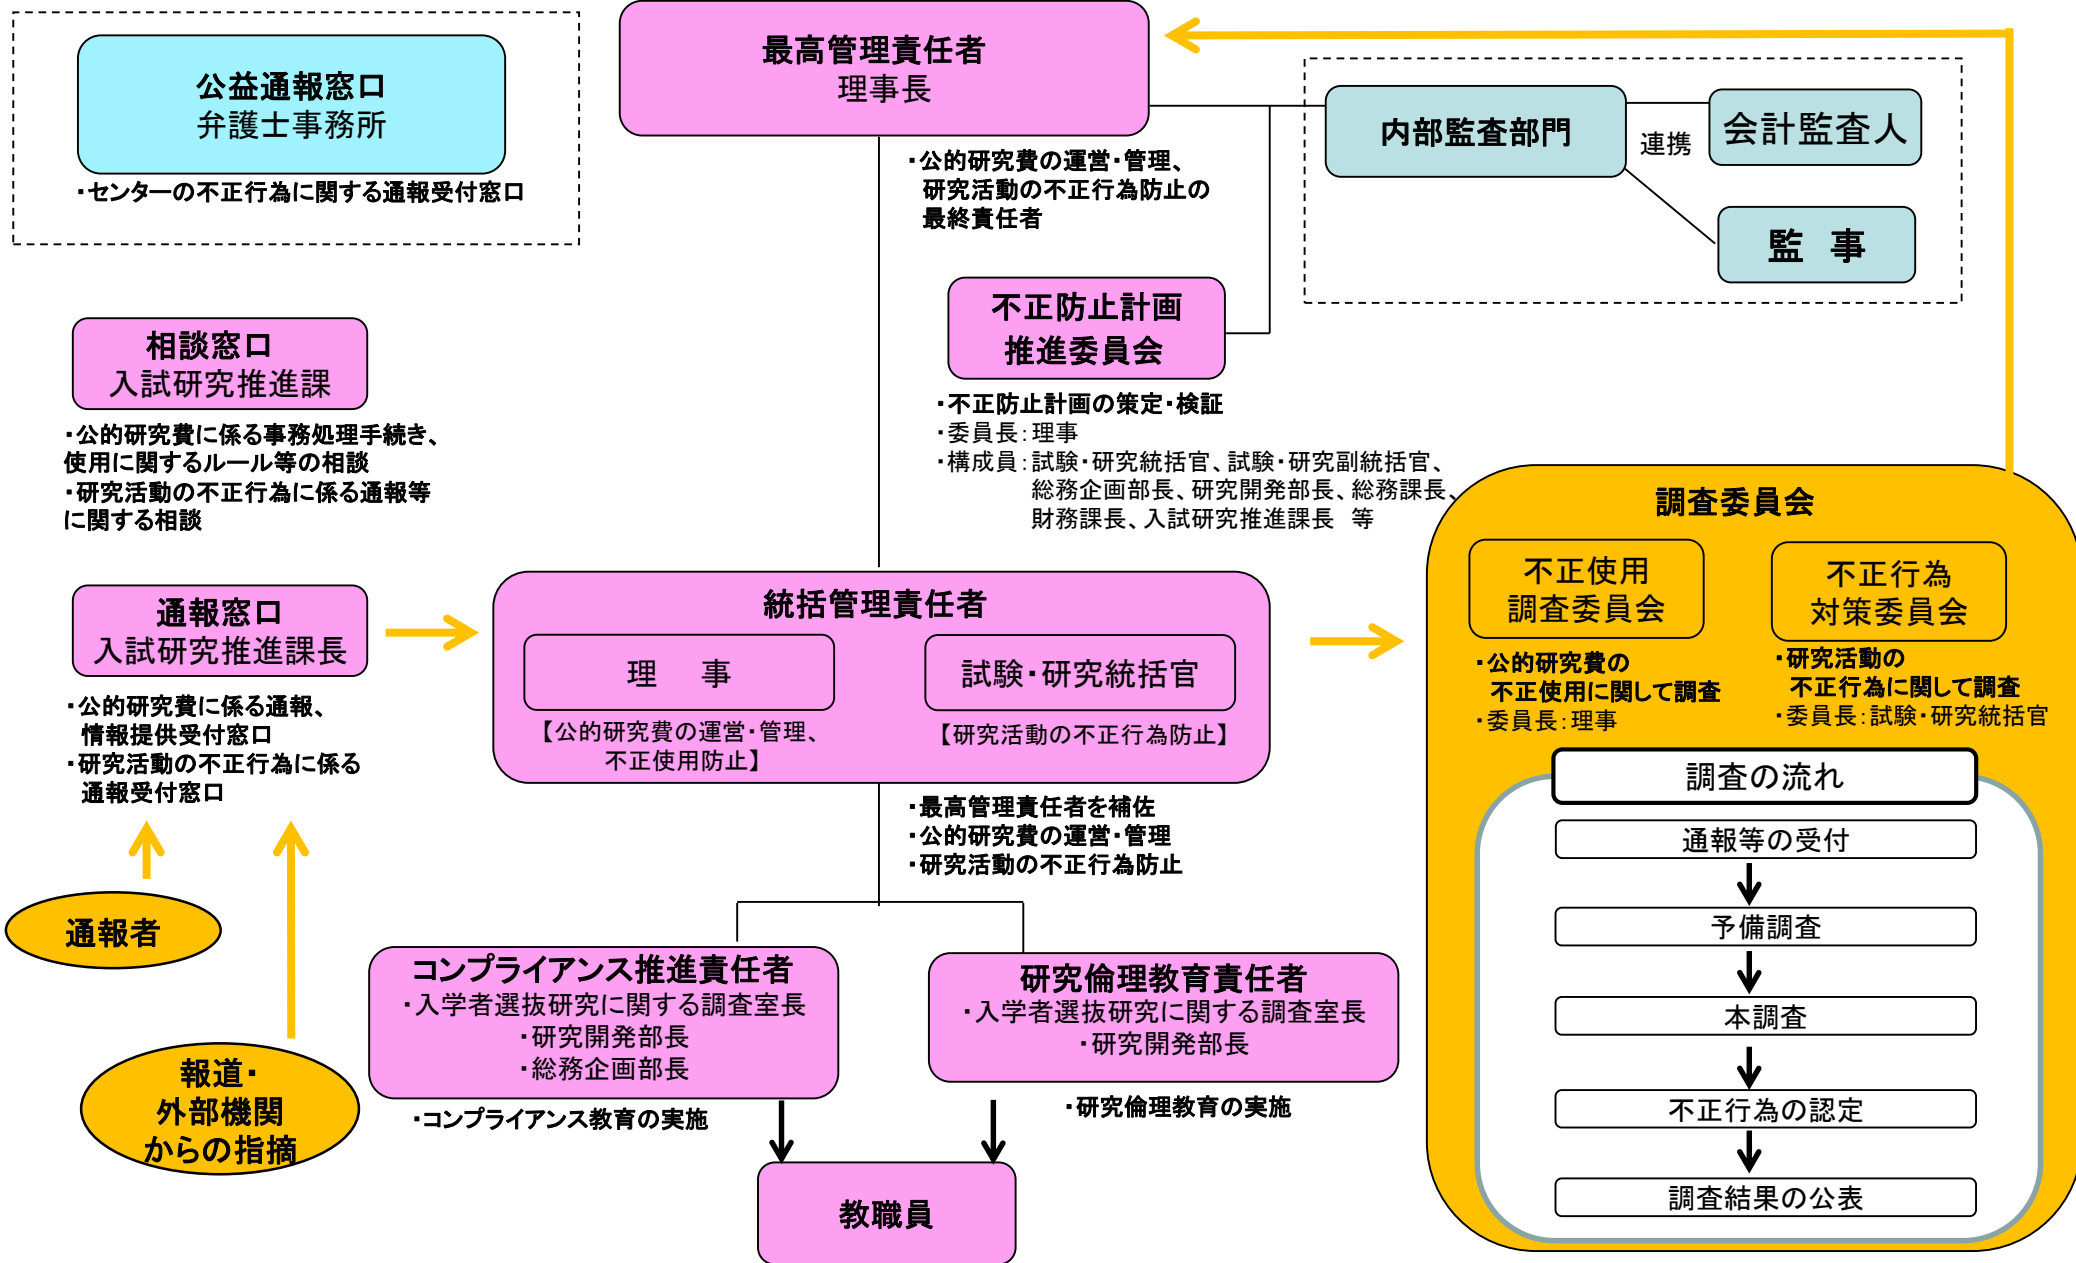 公益通報窓口
弁護士事務所
・センターの不正行為に関する通報受付窓口
最高管理責任者
理事長
・公的研究費の運営・管理、
研究活動の不正行為防止の
最終責任者
内部監査部門
連携
会計監査人
監　事
不正防止計画
推進委員会
・不正防止計画の策定・検証
・委員長：理事
・構成員：試験・研究統括官、試験・研究副統括官、
総務企画部長、研究開発部長、総務課長、
財務課長、入試研究推進課長　等
相談窓口
入試研究推進課
・公的研究費に係る事務処理手続き、
使用に関するルール等の相談
・研究活動の不正行為に係る通報等
に関する相談
通報窓口
入試研究推進課長
・公的研究費に係る通報、
情報提供受付窓口
・研究活動の不正行為に係る
通報受付窓口
通報者
報道・
外部機関
からの指摘
統括管理責任者
理　事
【公的研究費の運営・管理、
不正使用防止】
試験・研究統括官
【研究活動の不正行為防止】
・最高管理責任者を補佐
・公的研究費の運営・管理
・研究活動の不正行為防止
コンプライアンス推進責任者
・入学者選抜研究に関する調査室長
・研究開発部長
・総務企画部長
・コンプライアンス教育の実施
研究倫理教育責任者
・入学者選抜研究に関する調査室長
・研究開発部長
・研究倫理教育の実施
教職員
調査委員会
不正使用
調査委員会
・公的研究費の
不正使用に関して調査
・委員長：理事
不正行為
対策委員会
・研究活動の
不正行為に関して調査
・委員長：試験・研究統括官
調査の流れ
通報等の受付
予備調査
本調査
不正行為の認定
調査結果の公表